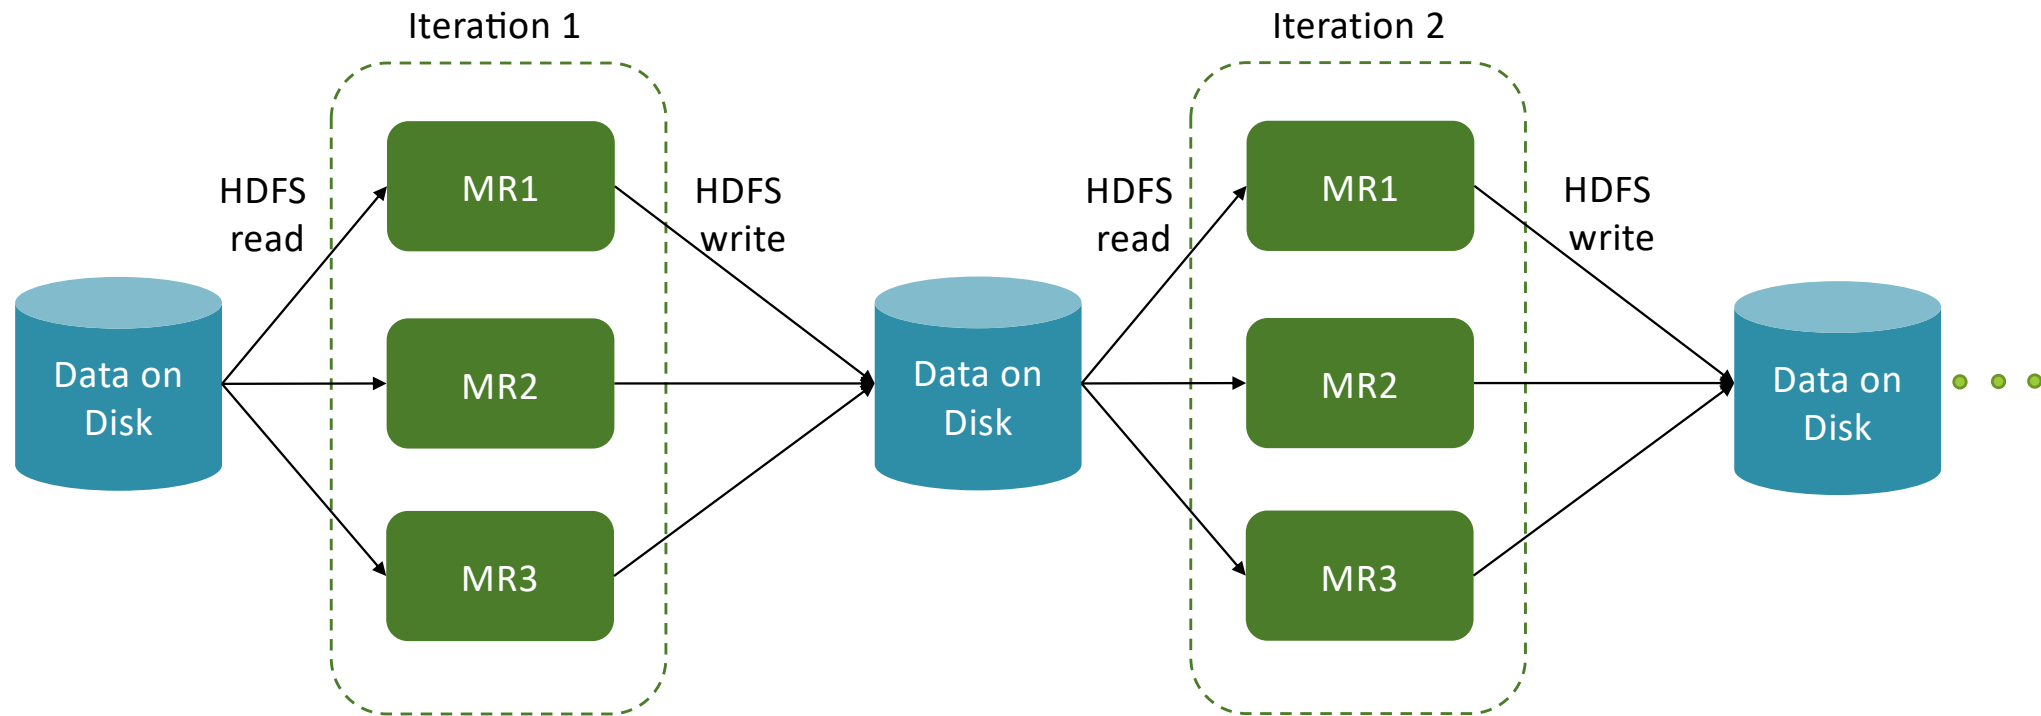 Iteration 1
Iteration 2
HDFS
read
MR1
HDFS
write
HDFS
read
MR1
HDFS
write
Data on
Disk
MR2
Data on
Disk
MR2
Data on
Disk
MR3
MR3